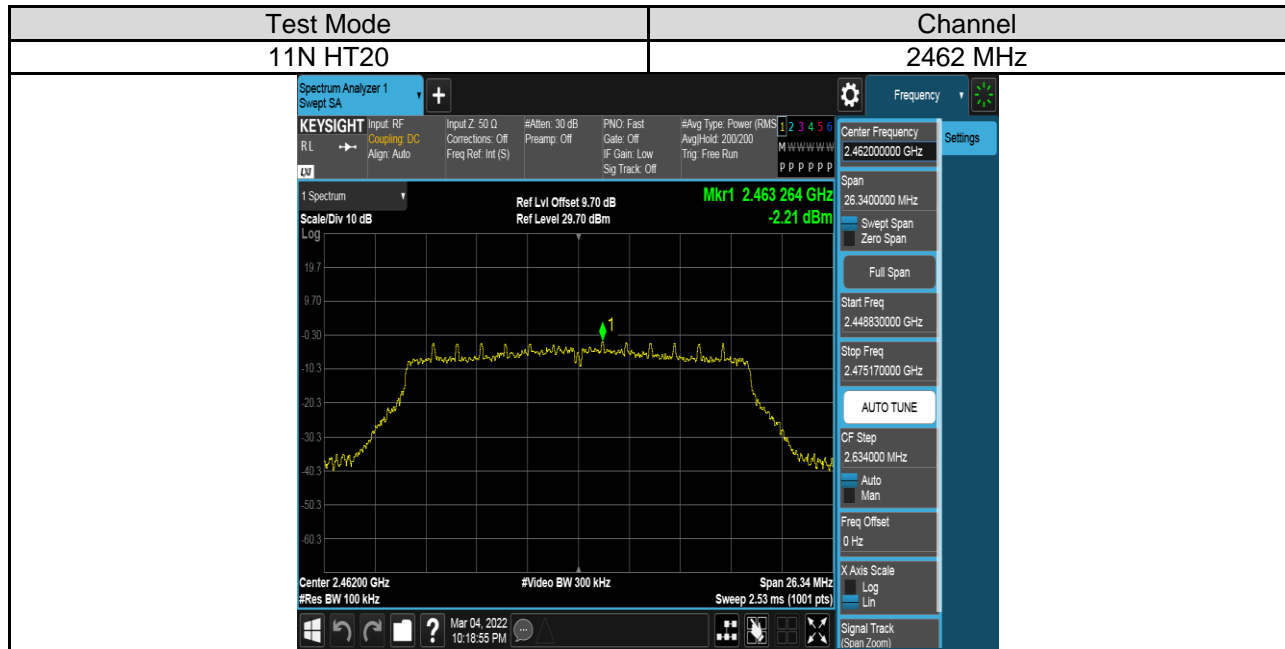 Test Mode Channel
11N HT20 2462 MHz
Spectrum Analyzer 1
Swept SA
+
Frequency
KEYSIGHT
RL
LXI
Input: RF
Coupling: DC
Align: Auto
Input Z: 50 Ω
Corrections: Off
Freq Ref: Int (S)
#Atten: 30 dB
Preamp: Off
PNO: Fast
Gate: Off
IF Gain: Low
Sig Track: Off
#Avg Type: Power (RMS
Avg|Hold: 200/200
Trig: Free Run
1 2 3 4 5 6
M W W W W W
P P P P P P
1 Spectrum
Scale/Div 10 dB
Log
Ref Lvl Offset 9.70 dB
Ref Level 29.70 dBm
Mkr1 2.463 264 GHz
-2.21 dBm
19.7
9.70
-0.30
-10.3
-20.3
-30.3
-40.3
-50.3
-60.3
1
Center 2.46200 GHz
#Res BW 100 kHz
#Video BW 300 kHz
Span 26.34 MHz
Sweep 2.53 ms (1001 pts)
Center Frequency
2.462000000 GHz
Settings
Span
26.3400000 MHz
Swept Span
Zero Span
Full Span
Start Freq
2.448830000 GHz
Stop Freq
2.475170000 GHz
AUTO TUNE
CF Step
2.634000 MHz
Auto
Man
Freq Offset
0 Hz
X Axis Scale
Log
Lin
Signal Track
(Span Zoom)
?
Mar 04, 2022
10:18:55 PM